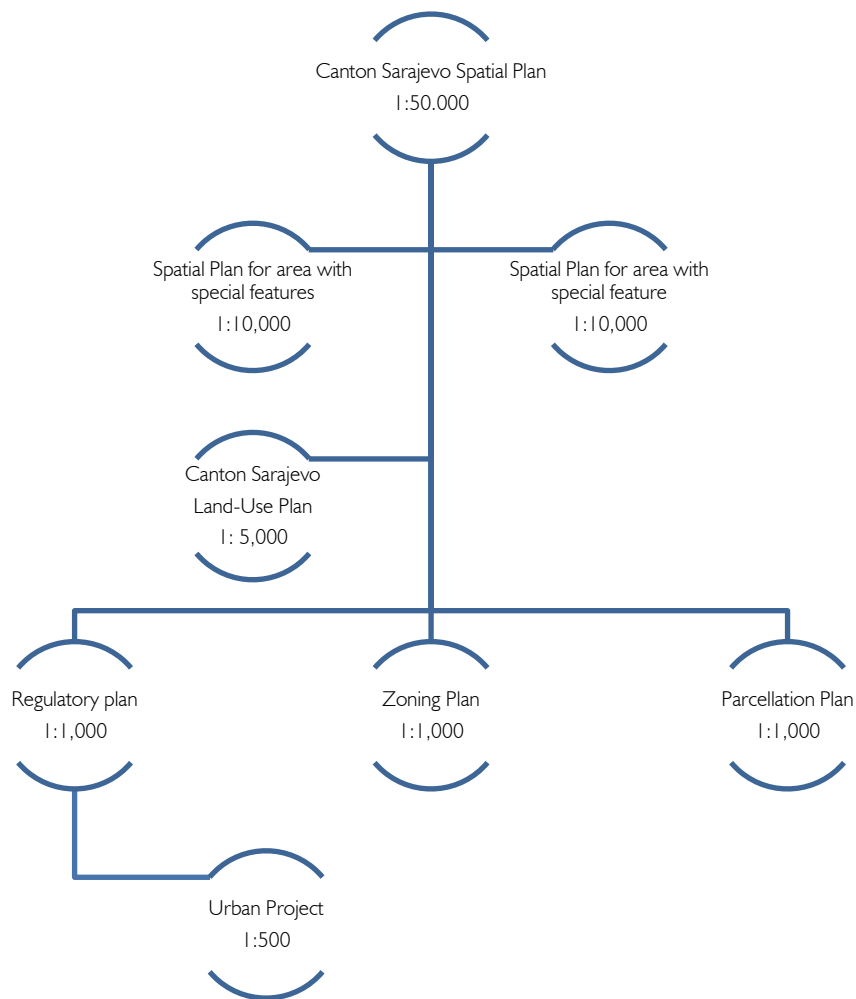 Canton Sarajevo Spatial Plan
1:50.000
Spatial Plan for area with
special features
1:10,000
Spatial Plan for area with
special feature
1:10,000
Canton Sarajevo
Land-Use Plan
1: 5,000
Regulatory plan
1:1,000
Zoning Plan
1:1,000
Parcellation Plan
1:1,000
Urban Project
1:500